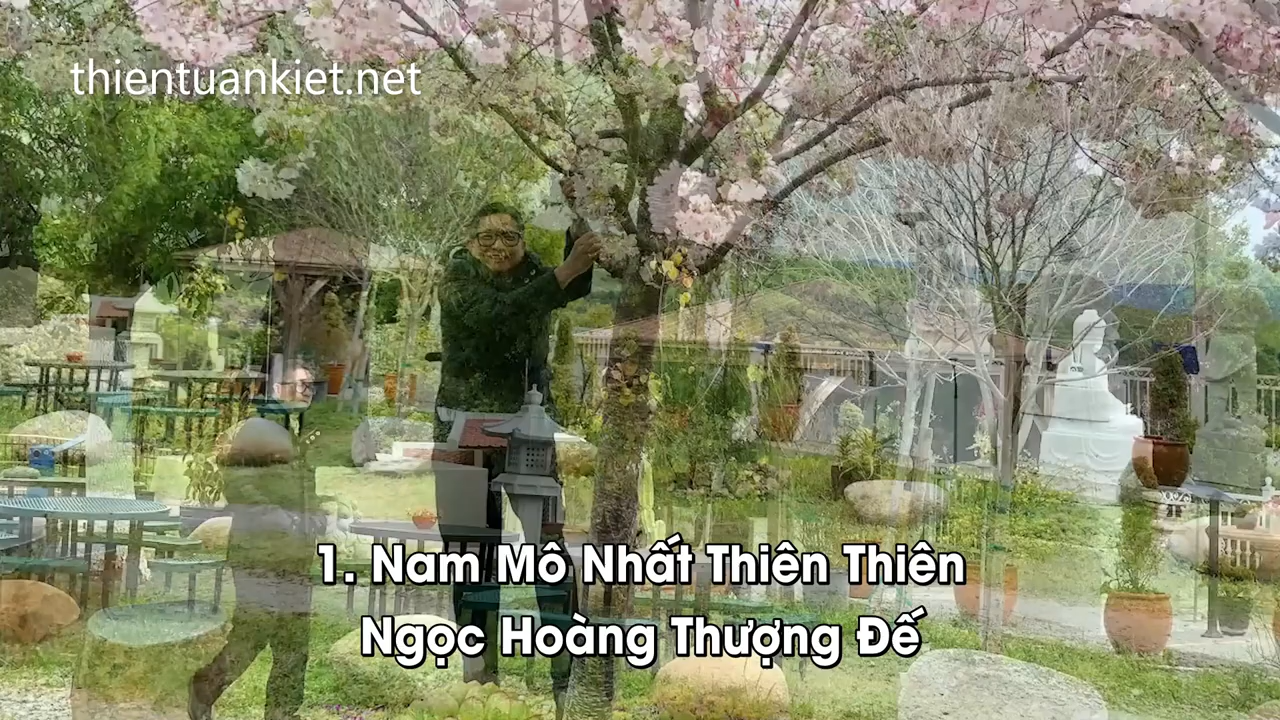 thientuankiet.net
1. Nam Mô Nhất Thiên Thiên
Ngọc Hoàng Thượng Đế